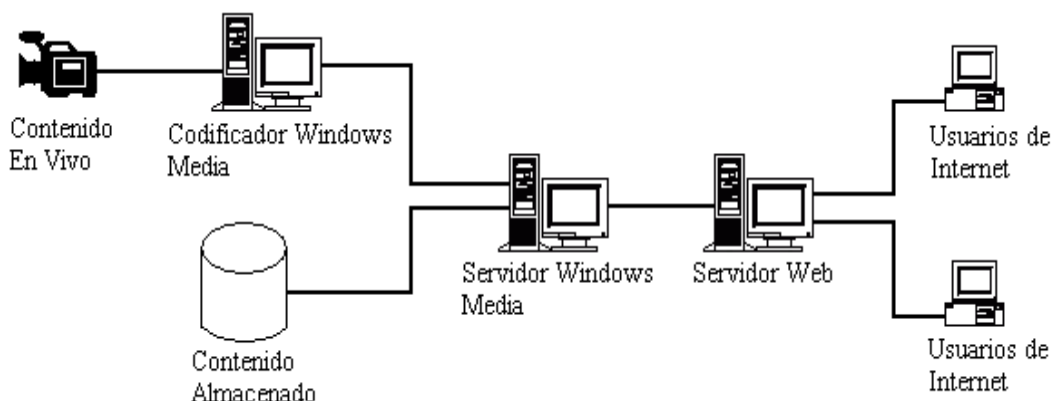 Contenido
En Vivo
Codificador Windows
Media
Usuarios de
Internet
Servidor Windows
Media
Servidor Web
Contenido
Almacenado
Usuarios de
Internet